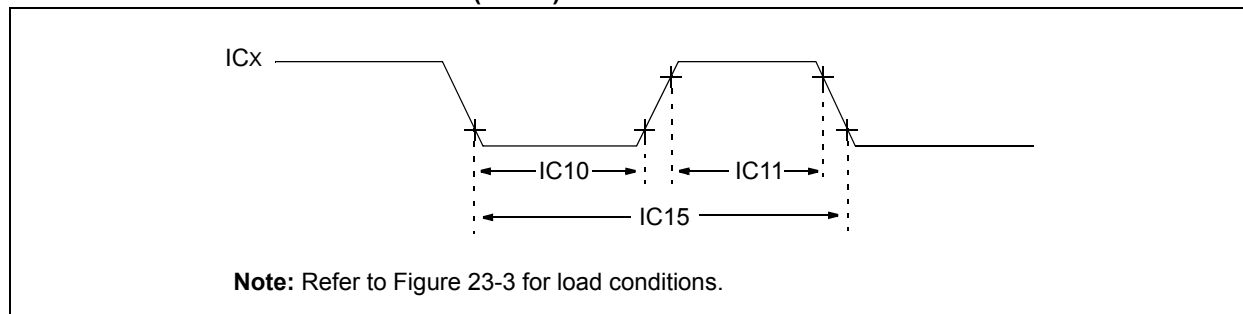 ICX
IC10
IC11
IC15
Note: Refer to Figure 23-3 for load conditions.